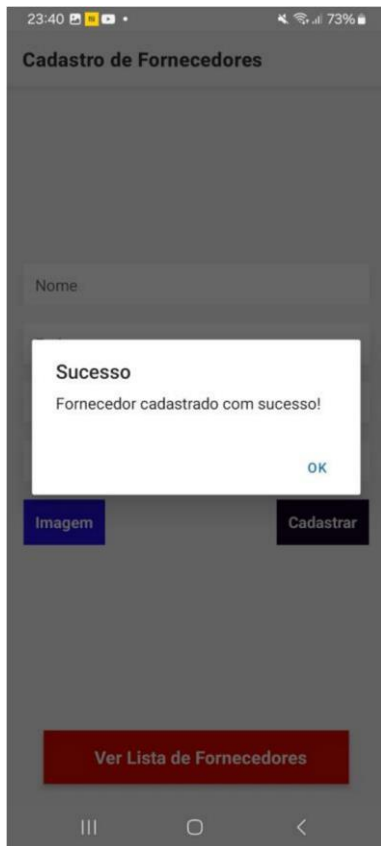 23:40 73%
Cadastro de Fornecedores
Nome
Sucesso
Fornecedor cadastrado com sucesso!
OK
Imagem Cadastrar
Ver Lista de Fornecedores